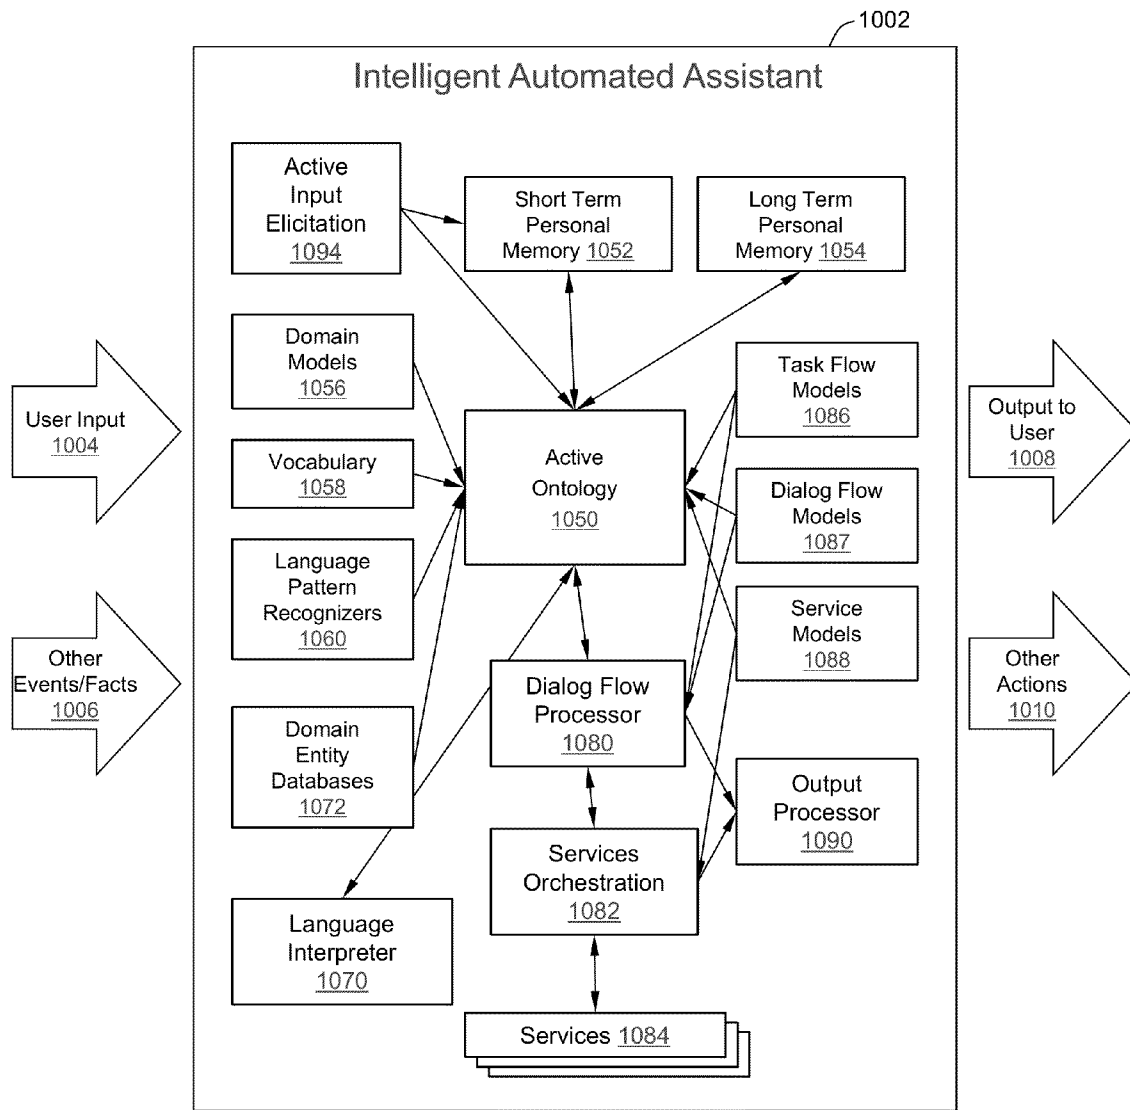 1002
Intelligent Automated Assistant
Active
Input
Elicitation
1094
Short Term
Personal
Memory 1052
Long Term
Personal
Memory 1054
Domain
Models
1056
Task Flow
Models
1086
User Input
1004
Output to
User
1008
Vocabulary
1058
Active
Ontology
1050
Dialog Flow
Models
1087
Language
Pattern
Recognizers
1060
Service
Models
1088
Other
Events/Facts
1006
Other
Actions
1010
Domain
Entity
Databases
1072
Dialog Flow
Processor
1080
Output
Processor
1090
Services
Orchestration
1082
Language
Interpreter
1070
Services 1084